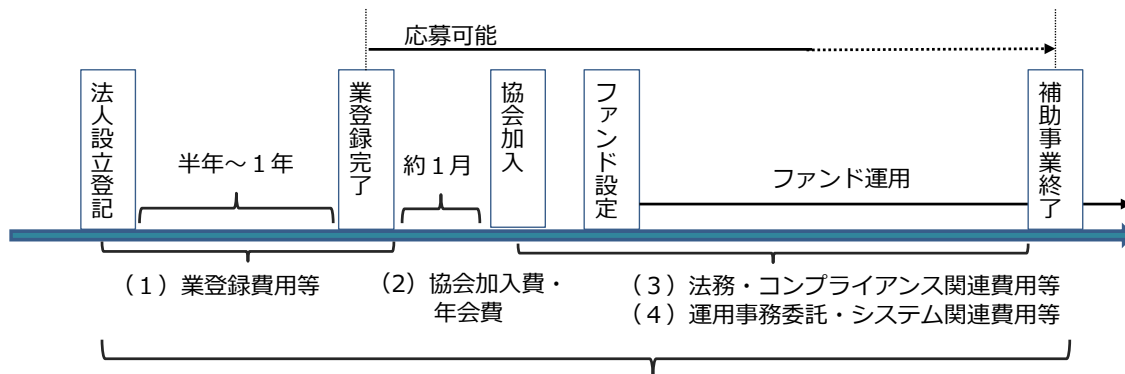 応募可能
法人設立登記
業登録完了
協会加入
ファンド設定
補助事業終了
半年～１年
約１月
ファンド運用
（１）業登録費用等
（2）協会加入費・
年会費
（３）法務・コンプライアンス関連費用等
（４）運用事務委託・システム関連費用等